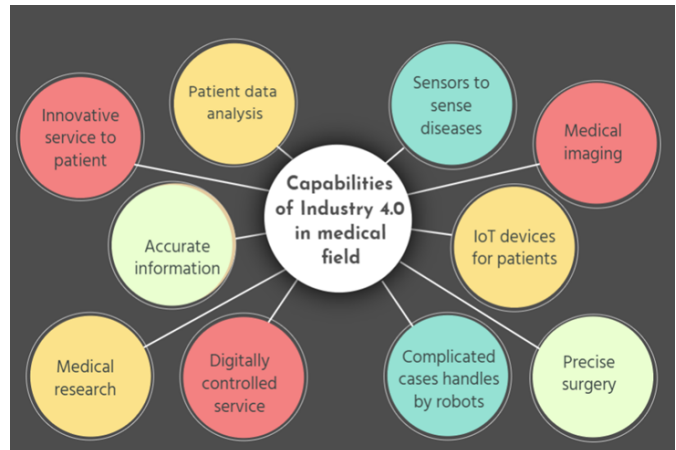 Patient data
analysis
Sensors to
sense
diseases
Innovative
service to
patient
Medical
imaging
Capabilities
of Industry 4.0
in medical
field
Accurate
information
IoT devices
for patients
Medical
research
Digitally
controlled
service
Complicated
cases handles
by robots
Precise
surgery